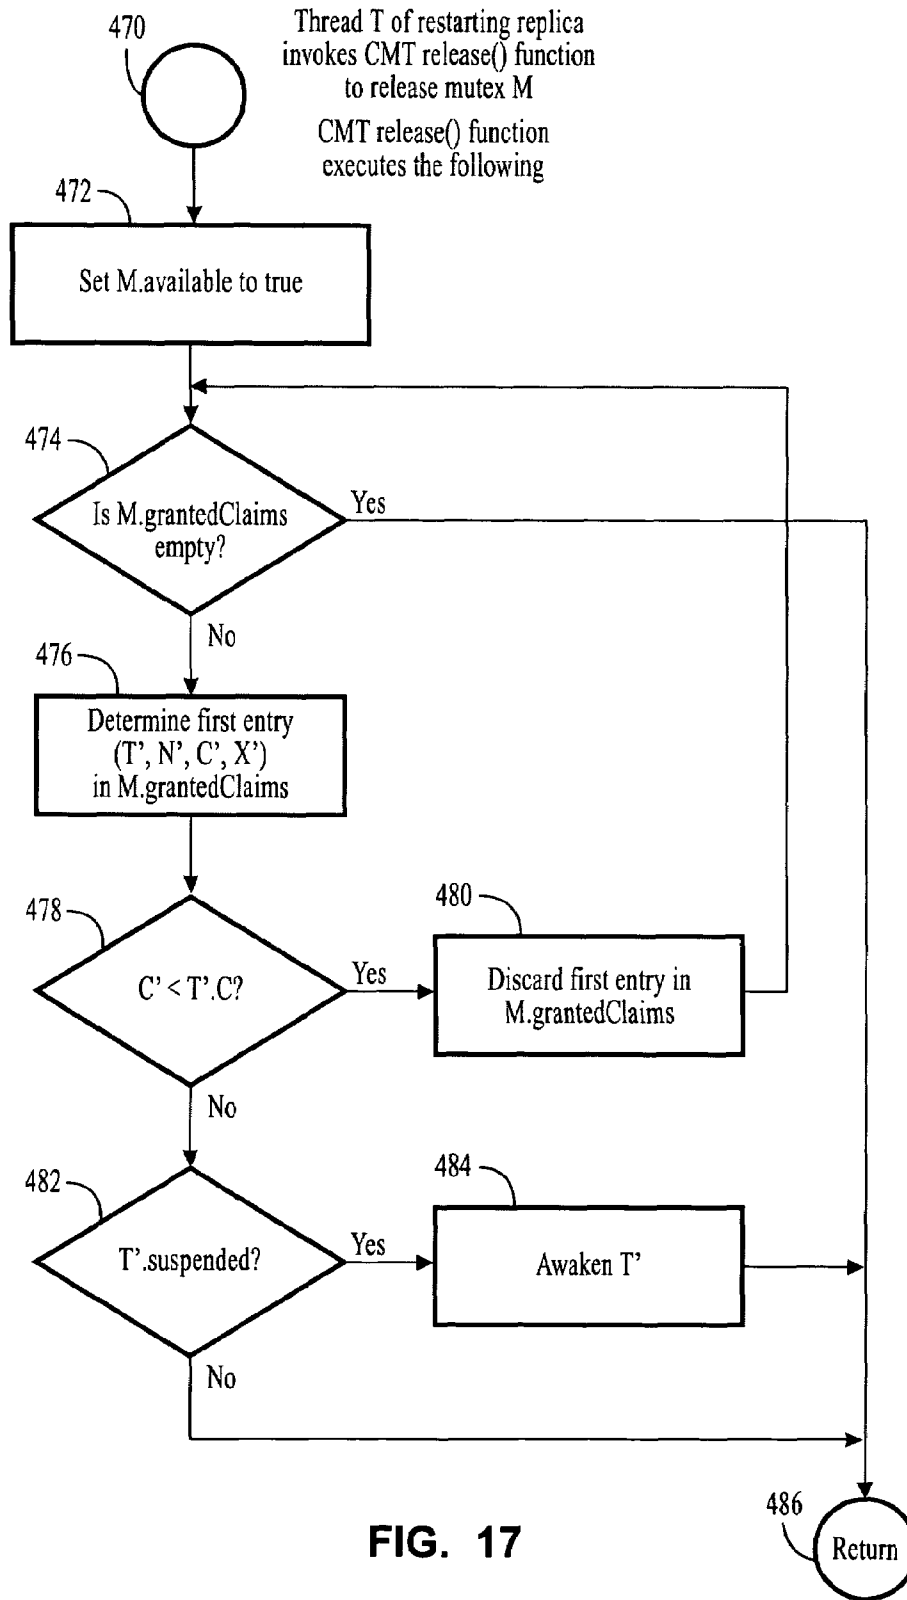 470
Thread T of restarting replica
invokes CMT release() function
to release mutex M
CMT release() function
executes the following
472
Set M.available to true
474
Is M.grantedClaims
empty?
Yes
No
476
Determine first entry
(T’, N’, C’, X’)
in M.grantedClaims
478
C’ < T’.C?
Yes
480
Discard first entry in
M.grantedClaims
No
482
T’.suspended?
Yes
484
Awaken T’
No
486
Return
FIG. 17